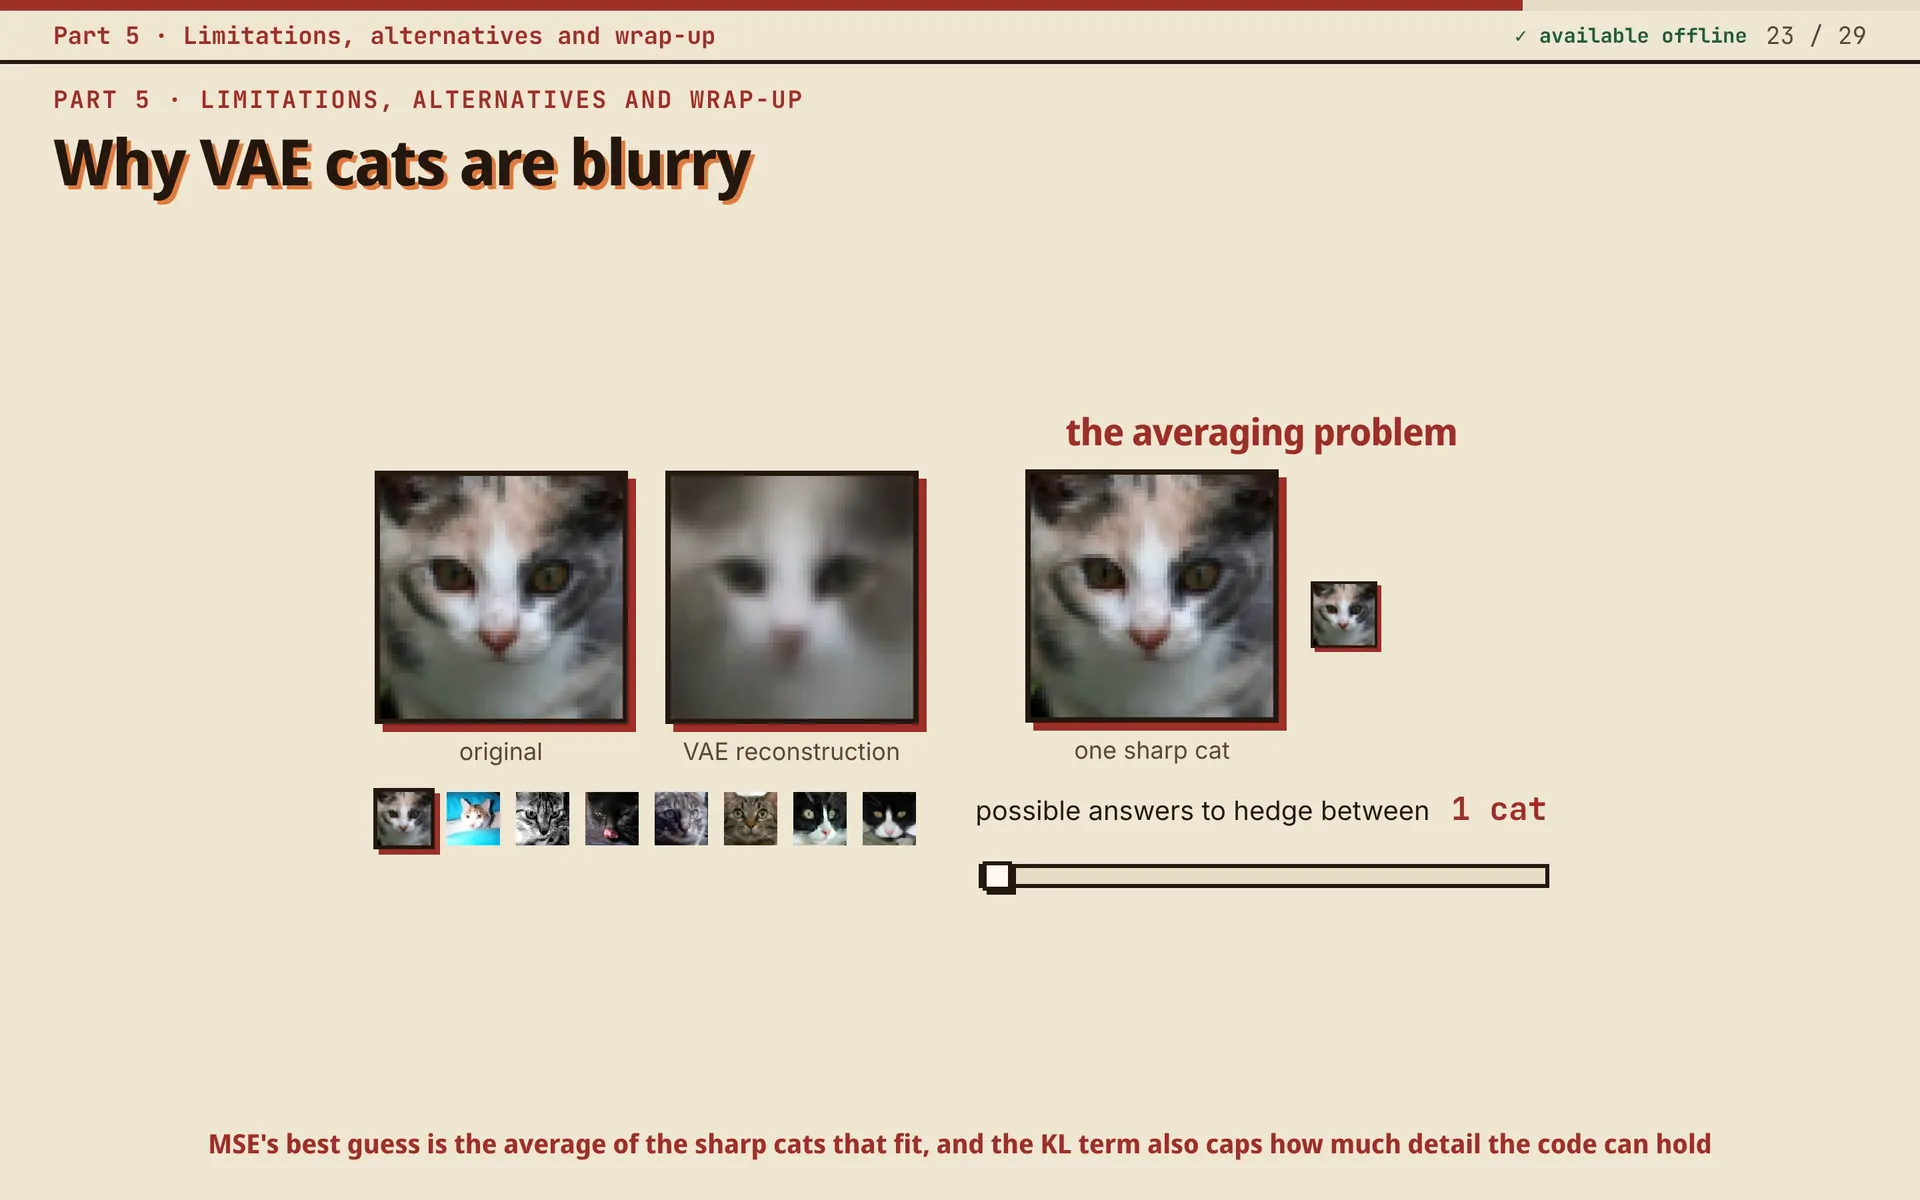 Part 5 · Limitations, alternatives and wrap-up
✓ available offline 23 / 29
PART 5 · LIMITATIONS, ALTERNATIVES AND WRAP-UP
Why VAE cats are blurry
the averaging problem
original
VAE reconstruction
one sharp cat
possible answers to hedge between 1 cat
MSE's best guess is the average of the sharp cats that fit, and the KL term also caps how much detail the code can hold